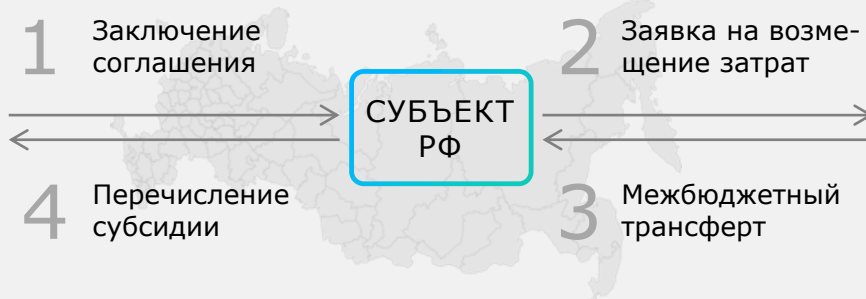 1 Заключение
соглашения
2 Заявка на возме-
щение затрат
СУБЪЕКТ
РФ
4 Перечисление
субсидии
3 Межбюджетный
трансферт